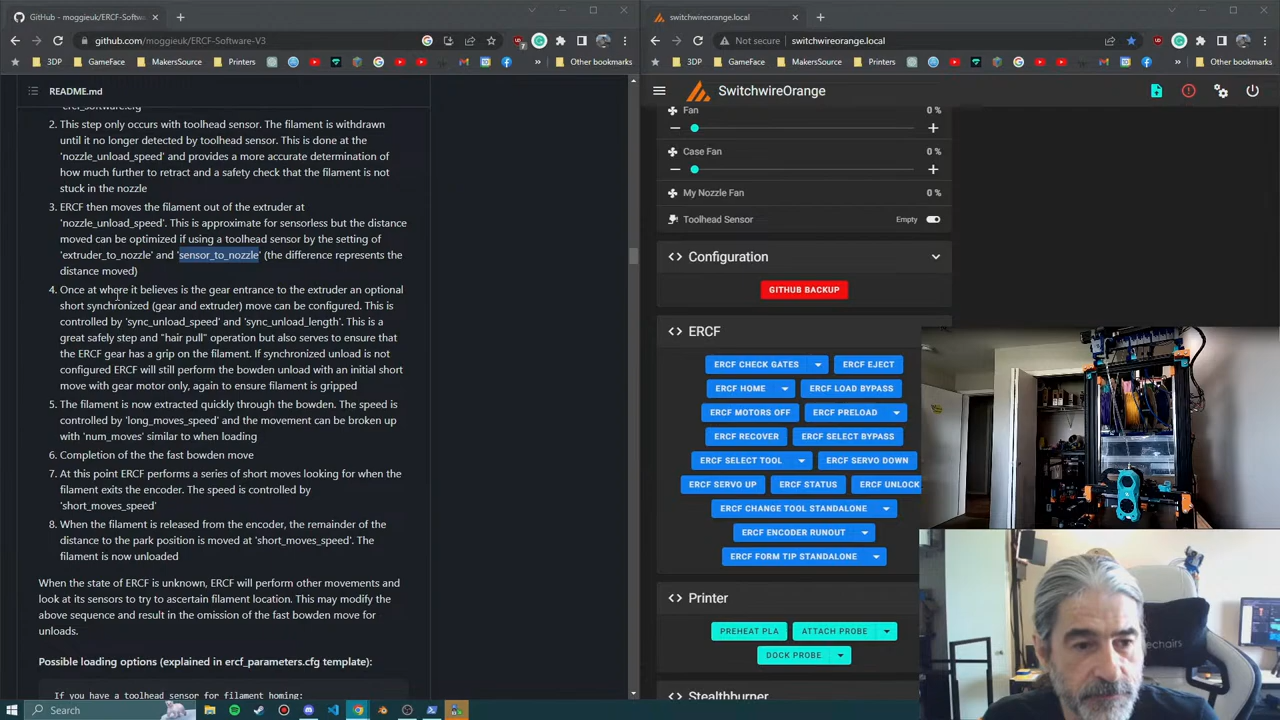 GitHub - moggieuk/ERCF-Softw
github.com/moggieuk/ERCF-Software-V3
3DP
GameFace
MakersSource
Printers
Other bookmarks
README.md
2. This step only occurs with toolhead sensor. The filament is withdrawn
until it no longer detected by toolhead sensor. This is done at the
'nozzle_unload_speed' and provides a more accurate determination of
how much further to retract and a safety check that the filament is not
stuck in the nozzle
3. ERCF then moves the filament out of the extruder at
'nozzle_unload_speed'. This is approximate for sensorless but the distance
moved can be optimized if using a toolhead sensor by the setting of
'extruder_to_nozzle' and 'sensor_to_nozzle' (the difference represents the
distance moved)
4. Once at where it believes is the gear entrance to the extruder an optional
short synchronized (gear and extruder) move can be configured. This is
controlled by 'sync_unload_speed' and 'sync_unload_length'. This is a
great safely step and "hair pull" operation but also serves to ensure that
the ERCF gear has a grip on the filament. If synchronized unload is not
configured ERCF will still perform the bowden unload with an initial short
move with gear motor only, again to ensure filament is gripped
5. The filament is now extracted quickly through the bowden. The speed is
controlled by 'long_moves_speed' and the movement can be broken up
with 'num_moves' similar to when loading
6. Completion of the the fast bowden move
7. At this point ERCF performs a series of short moves looking for when the
filament exits the encoder. The speed is controlled by
'short_moves_speed'
8. When the filament is released from the encoder, the remainder of the
distance to the park position is moved at 'short_moves_speed'. The
filament is now unloaded
When the state of ERCF is unknown, ERCF will perform other movements and
look at its sensors to try to ascertain filament location. This may modify the
above sequence and result in the omission of the fast bowden move for
unloads.
Possible loading options (explained in ercf_parameters.cfg template):
If you have a toolhead sensor for filament homing:
Search
switchwireorange.local
Not secure
switchwireorange.local
3DP
GameFace
MakersSource
Printers
Other bookmarks
SwitchwireOrange
Fan 0 %
Case Fan 0 %
My Nozzle Fan 0 %
Toolhead Sensor Empty
Configuration
GITHUB BACKUP
ERCF
ERCF CHECK GATES
ERCF EJECT
ERCF HOME
ERCF LOAD BYPASS
ERCF MOTORS OFF
ERCF PRELOAD
ERCF RECOVER
ERCF SELECT BYPASS
ERCF SELECT TOOL
ERCF SERVO DOWN
ERCF SERVO UP
ERCF STATUS
ERCF UNLOCK
ERCF CHANGE TOOL STANDALONE
ERCF ENCODER RUNOUT
ERCF FORM TIP STANDALONE
Printer
PREHEAT PLA
ATTACH PROBE
DOCK PROBE
Stealthburner